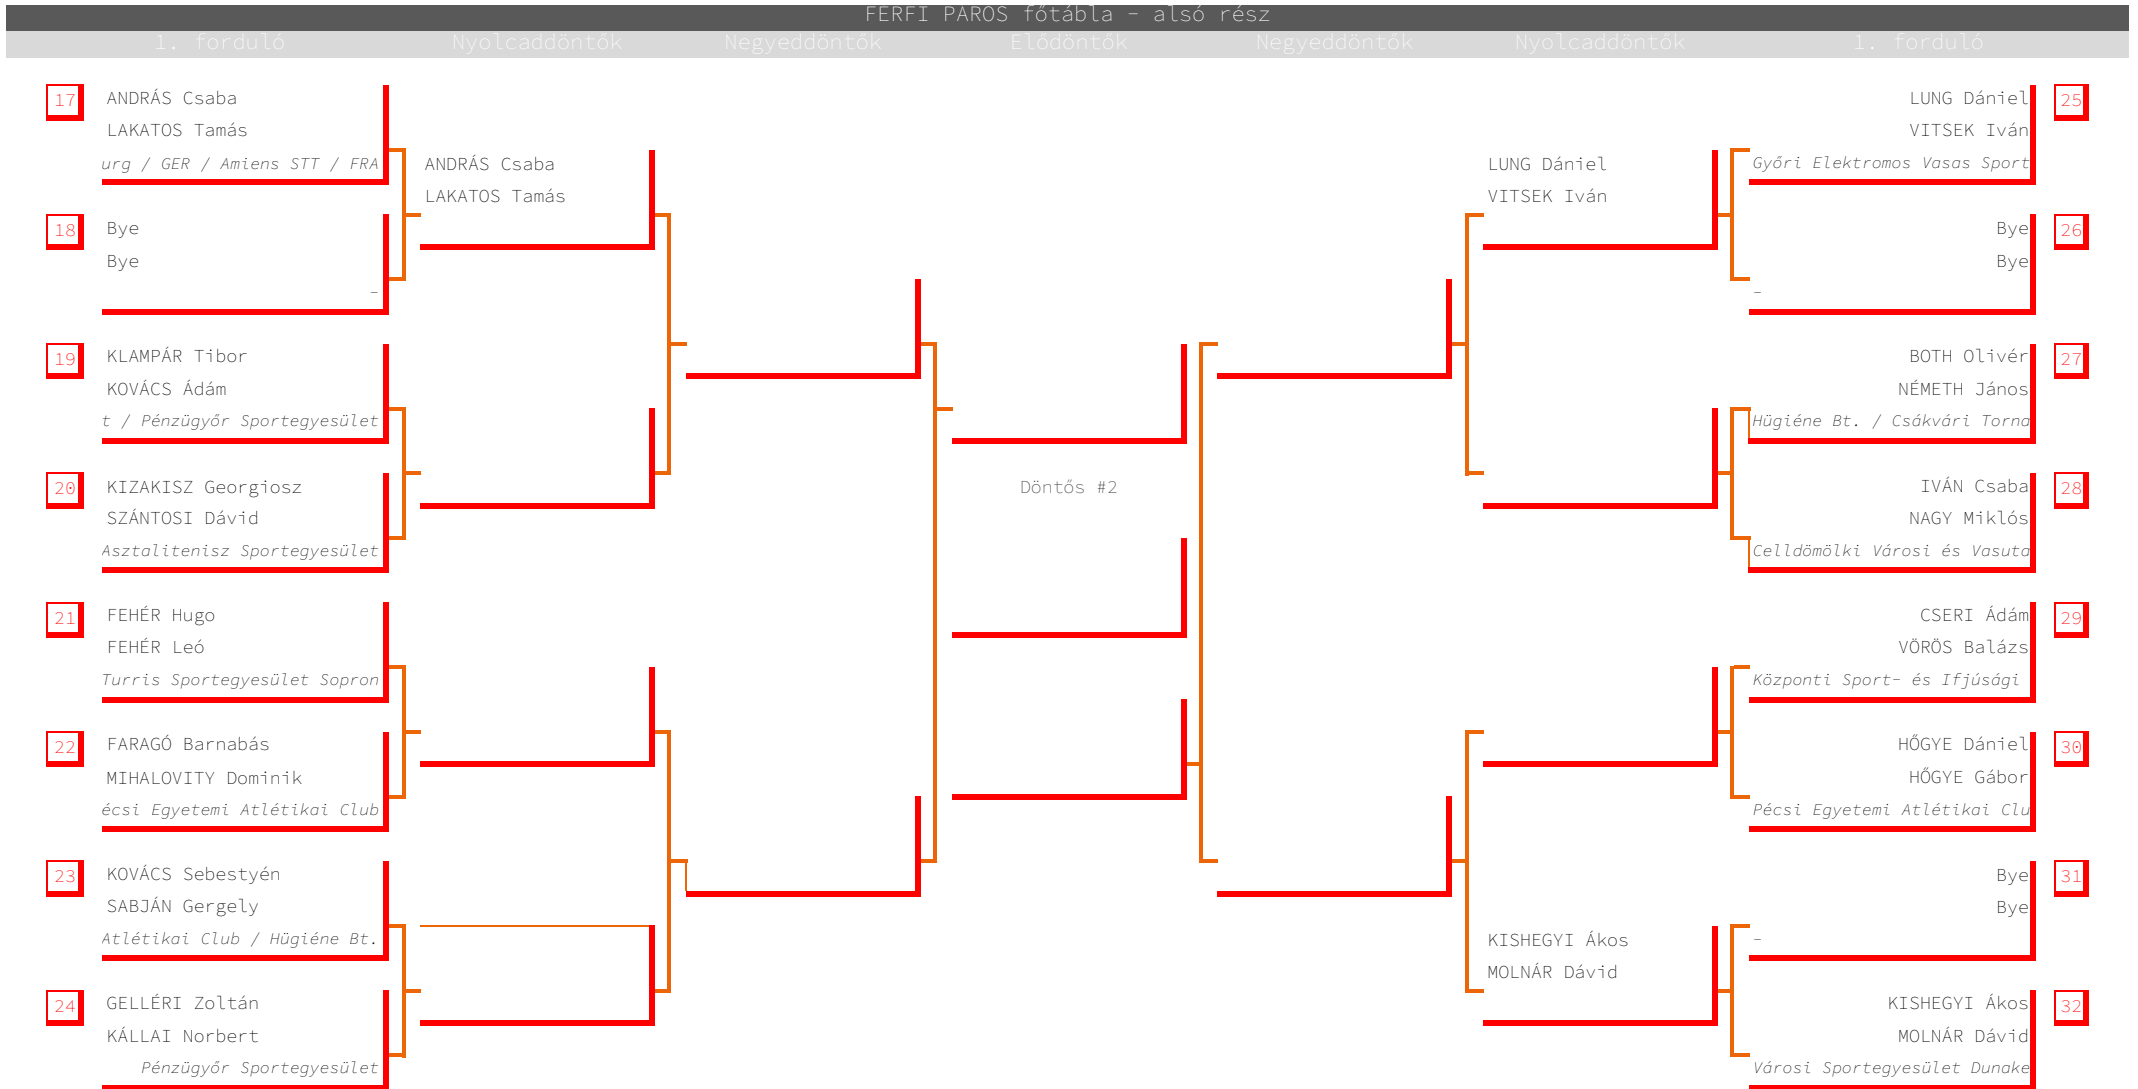 FÉRFI PÁROS főtábla - alsó rész
1. forduló Nyolcaddöntők Negyeddöntők Elődöntők Negyeddöntők Nyolcaddöntők 1. forduló
17
ANDRÁS Csaba
LAKATOS Tamás
urg / GER / Amiens STT / FRA
18
Bye
Bye
-
19
KLAMPÁR Tibor
KOVÁCS Ádám
t / Pénzügyőr Sportegyesület
20
KIZAKISZ Georgiosz
SZÁNTOSI Dávid
Asztalitenisz Sportegyesület
21
FEHÉR Hugo
FEHÉR Leó
Turris Sportegyesület Sopron
22
FARAGÓ Barnabás
MIHALOVITY Dominik
écsi Egyetemi Atlétikai Club
23
KOVÁCS Sebestyén
SABJÁN Gergely
Atlétikai Club / Hügiéne Bt.
24
GELLÉRI Zoltán
KÁLLAI Norbert
Pénzügyőr Sportegyesület
ANDRÁS Csaba
LAKATOS Tamás
Döntős #2
LUNG Dániel
VITSEK Iván
KISHEGYI Ákos
MOLNÁR Dávid
LUNG Dániel
VITSEK Iván
Győri Elektromos Vasas Sport
25
Bye
Bye
-
26
BOTH Olivér
NÉMETH János
Hügiéne Bt. / Csákvári Torna
27
IVÁN Csaba
NAGY Miklós
Celldömölki Városi és Vasuta
28
CSERI Ádám
VÖRÖS Balázs
Központi Sport- és Ifjúsági
29
HŐGYE Dániel
HŐGYE Gábor
Pécsi Egyetemi Atlétikai Clu
30
Bye
Bye
-
31
KISHEGYI Ákos
MOLNÁR Dávid
Városi Sportegyesület Dunake
32